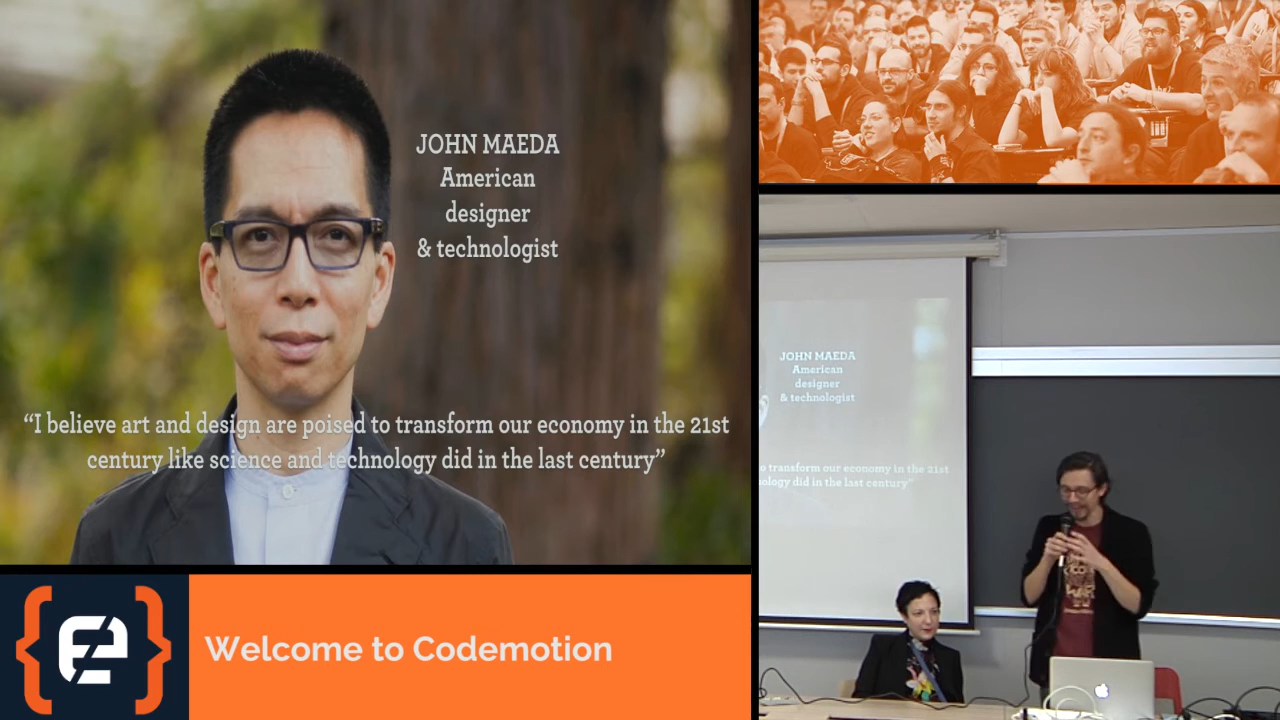 JOHN MAEDA
American
designer
& technologist
“I believe art and design are poised to transform our economy in the 21st
century like science and technology did in the last century”
Welcome to Codemotion
JOHN MAEDA
American
designer
& technologist
to transform our economy in the 21st
did in the last century”